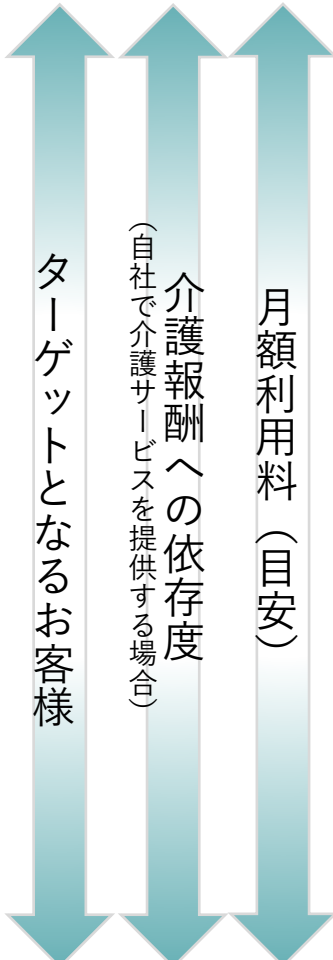 月額利用料（目安）
介護報酬への依存度
（自社で介護サービスを提供する場合）
ターゲットとなるお客様